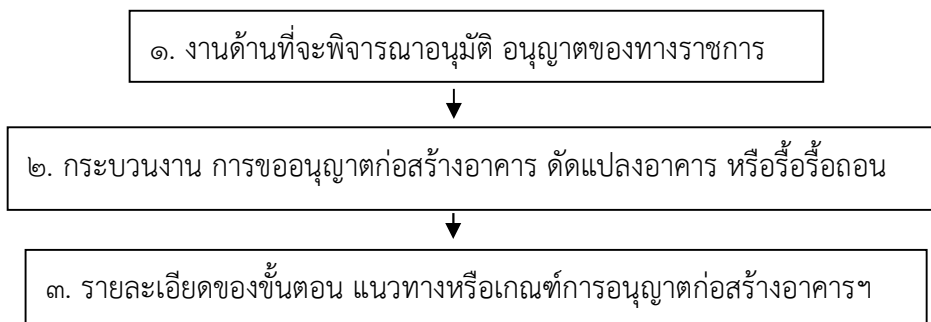 ๑. งานด้านที่จะพิจารณาอนุมัติ อนุญาตของทางราชการ
๒. กระบวนงาน การขออนุญาตก่อสร้างอาคาร ดัดแปลงอาคาร หรือรื้อรื้อถอน
๓. รายละเอียดของขั้นตอน แนวทางหรือเกณฑ์การอนุญาตก่อสร้างอาคารฯ